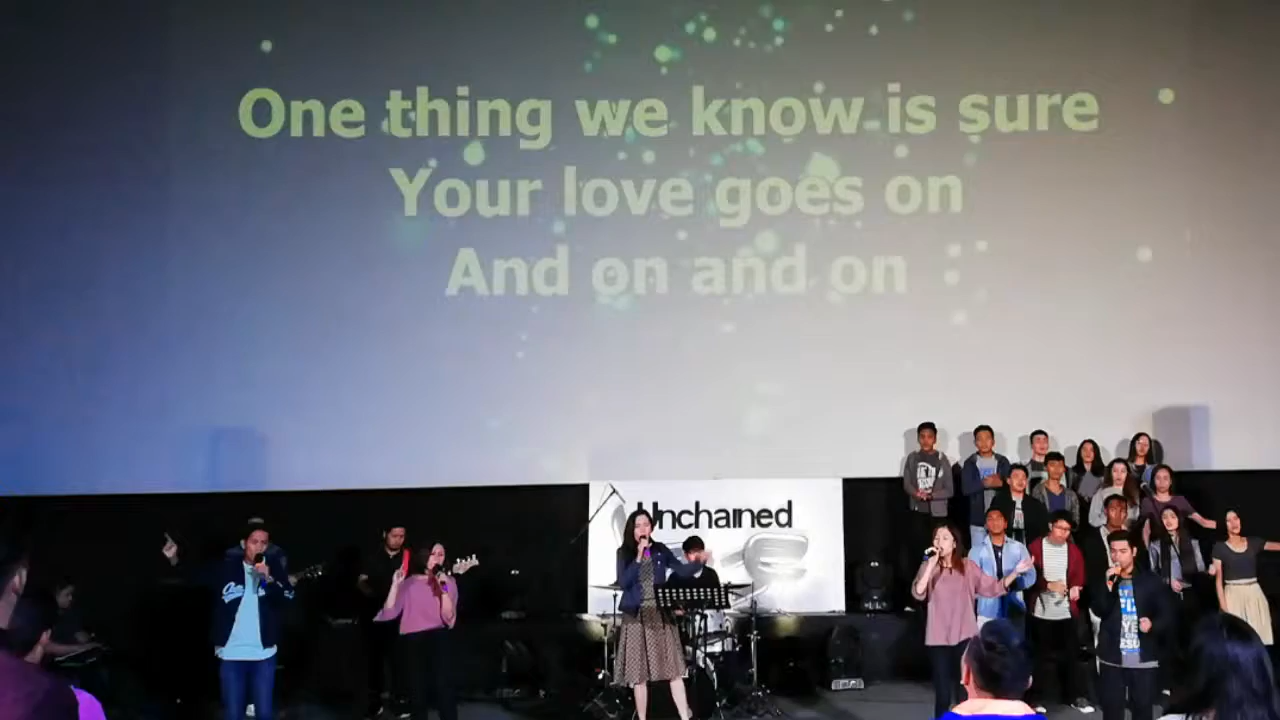 One thing we know is sure
Your love goes on
And on and on
Unchained